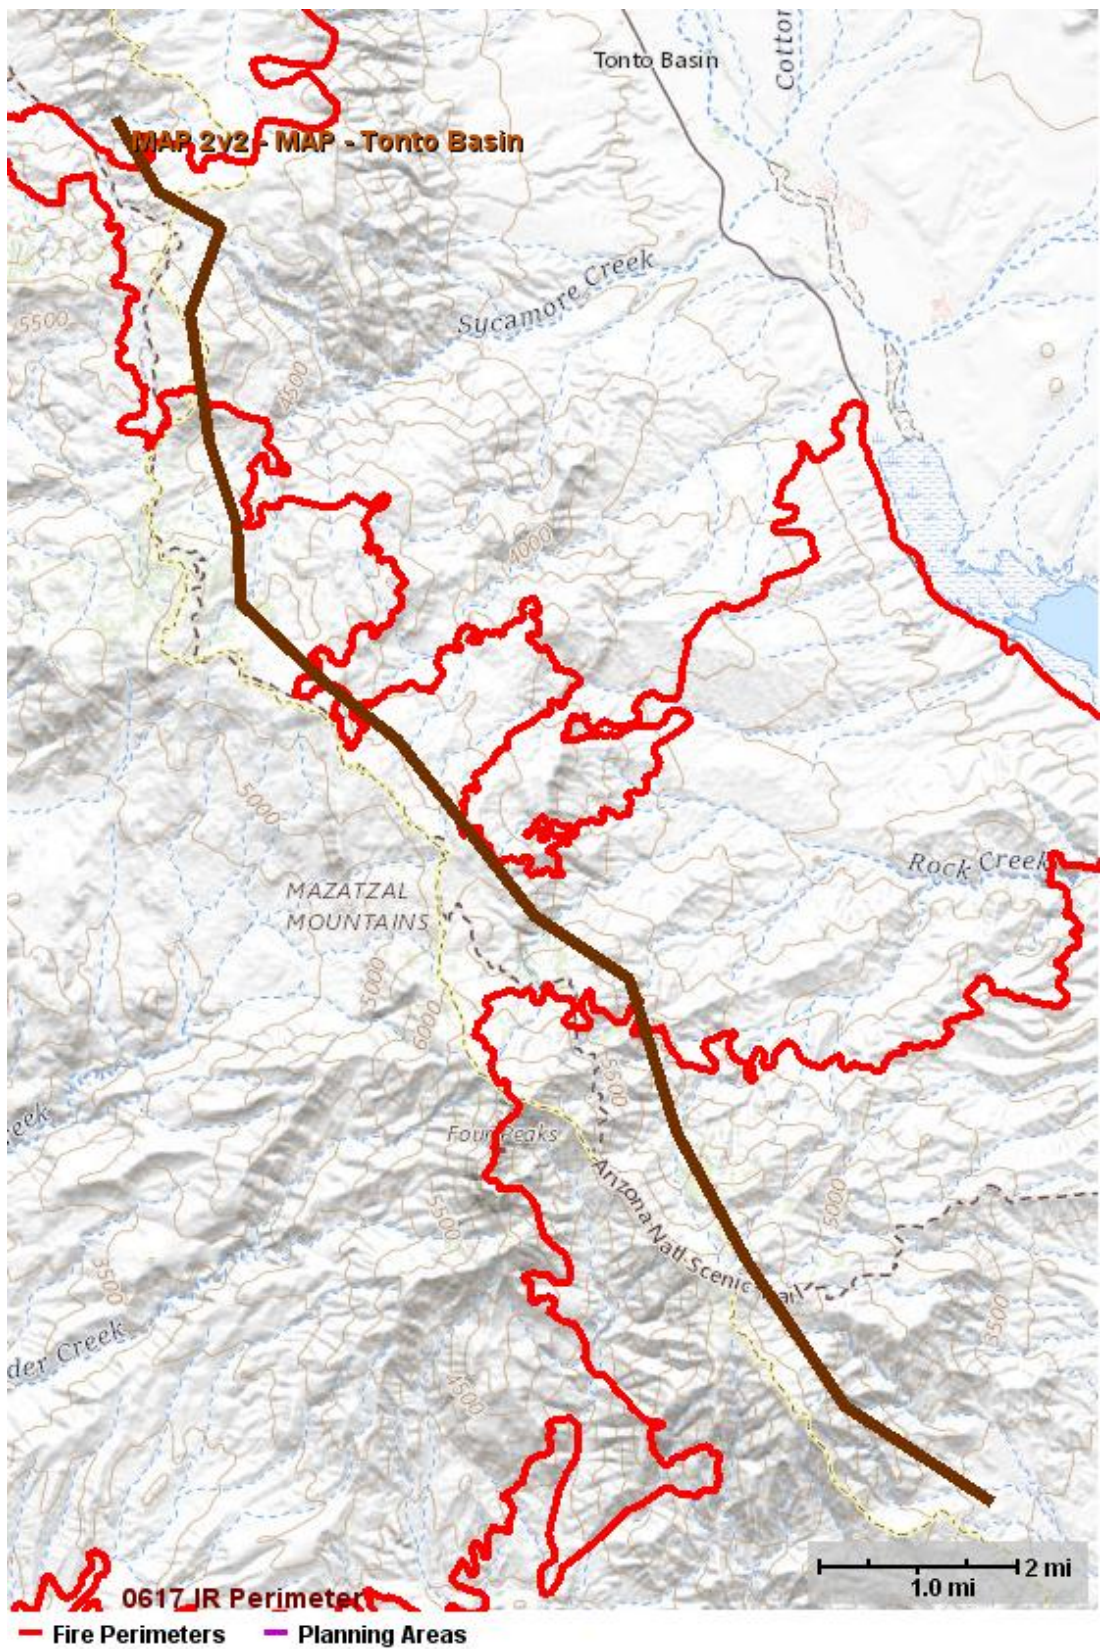 Tonto Basin
Cotton
MAP 2v2 - MAP - Tonto Basin
Sycamore Creek
5500
4500
4000
5000
Rock Creek
MAZATZAL
MOUNTAINS
5000
6000
5500
eek
Four Peaks
Arizona Natl Scenic Trail
5000
5500
3500
3500
der Creek
4500
2 mi
1.0 mi
0617 IR Perimeter
Fire Perimeters
Planning Areas